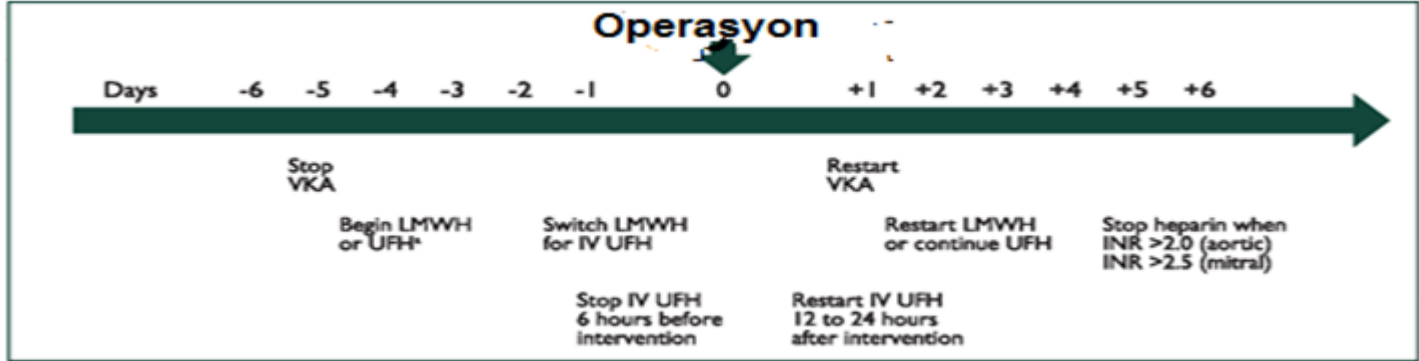 Operasyon
Days -6 -5 -4 -3 -2 -1 0 +1 +2 +3 +4 +5 +6
Stop
VKA
Restart
VKA
Begin LMWH
or UFHᵃ
Switch LMWH
for IV UFH
Restart LMWH
or continue UFH
Stop heparin when
INR >2.0 (aortic)
INR >2.5 (mitral)
Stop IV UFH
6 hours before
intervention
Restart IV UFH
12 to 24 hours
after intervention